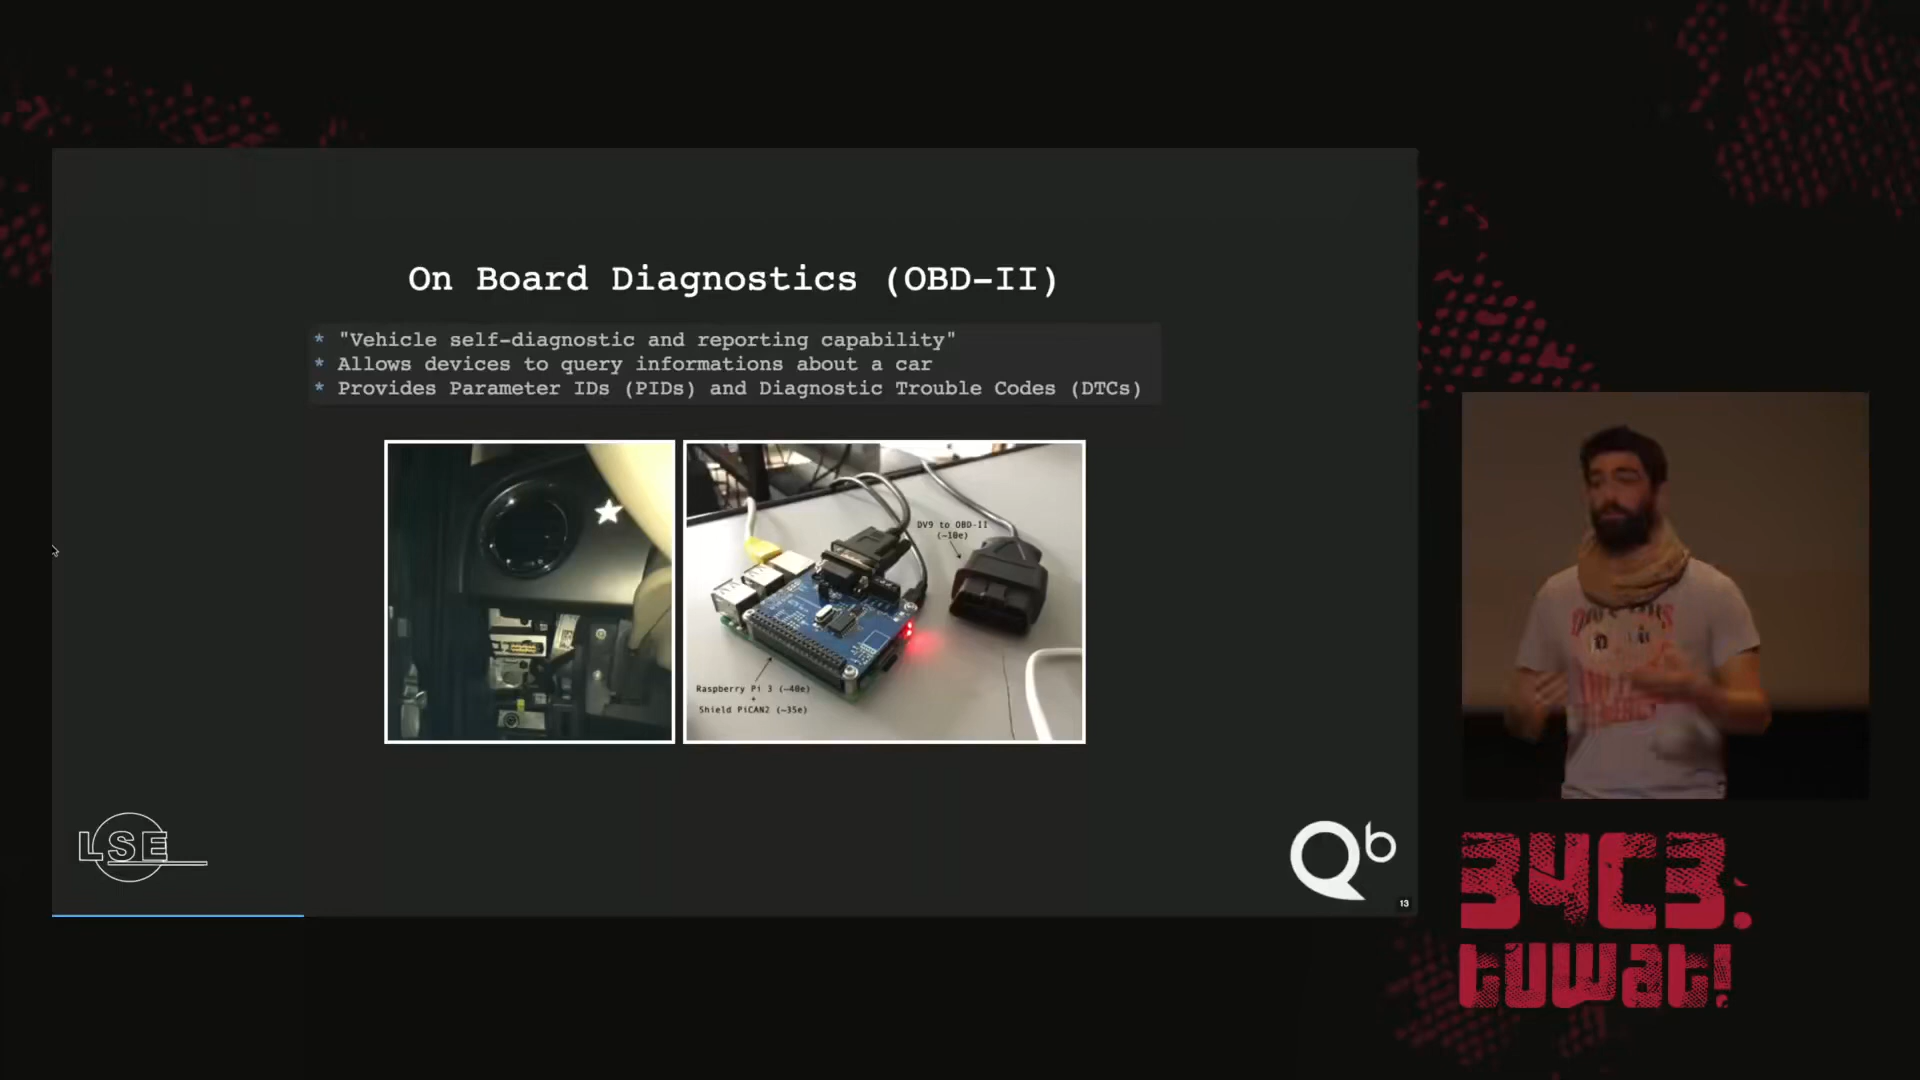 On Board Diagnostics (OBD-II)
* "Vehicle self-diagnostic and reporting capability"
* Allows devices to query informations about a car
* Provides Parameter IDs (PIDs) and Diagnostic Trouble Codes (DTCs)
DV9 to OBD-II
(~10e)
Raspberry Pi 3 (~40e)
+
Shield PiCAN2 (~35e)
LSE
Qb
13
34C3.
tuwat!